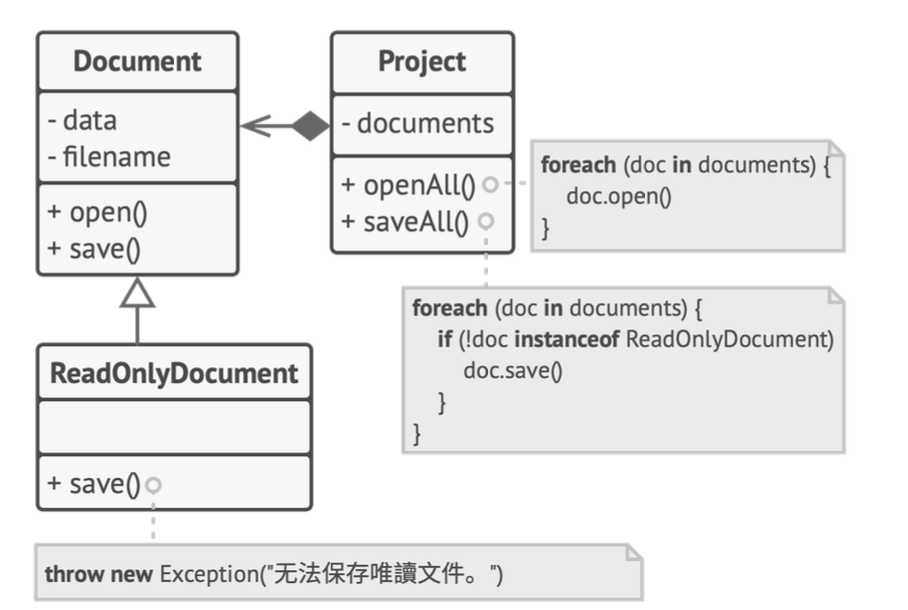 Document
- data
- filename
+ open()
+ save()
Project
- documents
+ openAll()
+ saveAll()
foreach (doc in documents) {
doc.open()
}
foreach (doc in documents) {
if (!doc instanceof ReadOnlyDocument)
doc.save()
}
}
ReadOnlyDocument
+ save()
throw new Exception("无法保存唯讀文件。")